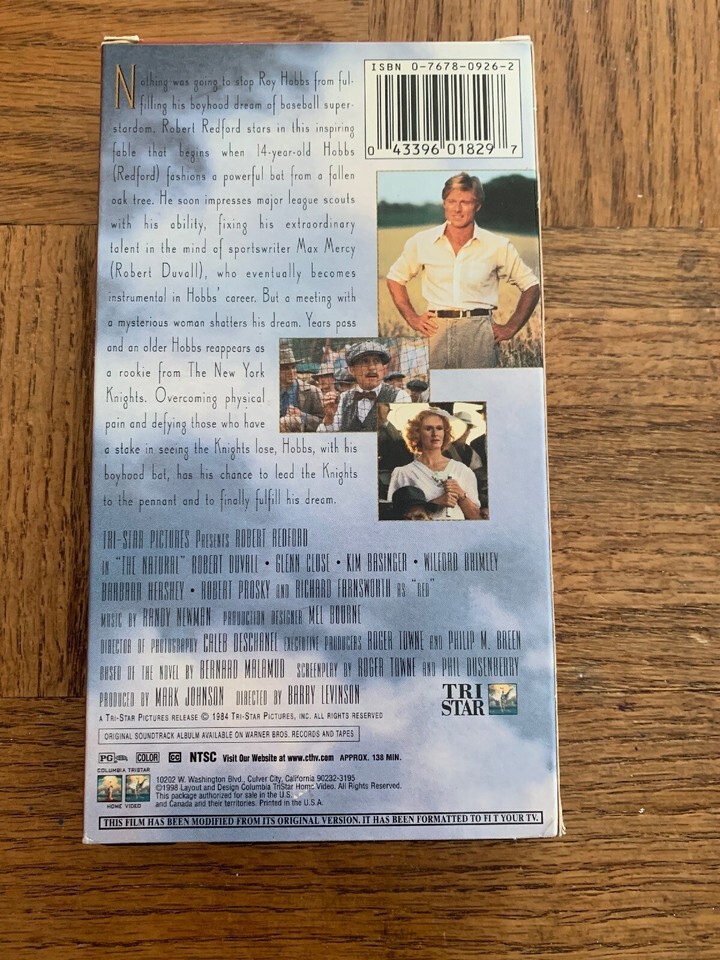 Nothing was going to stop Roy Hobbs from ful-
filling his boyhood dream of baseball super-
stardom. Robert Redford stars in this inspiring
fable that begins when 14-year-old Hobbs
(Redford) fashions a powerful bat from a fallen
oak tree. He soon impresses major league scouts
with his ability, fixing his extraordinary
talent in the mind of sportswriter Max Mercy
(Robert Duvall), who eventually becomes
instrumental in Hobbs' career. But a meeting with
a mysterious woman shatters his dream. Years pass
and an older Hobbs reappears as
a rookie from The New York
Knights. Overcoming physical
pain and defying those who have
a stake in seeing the Knights lose, Hobbs, with his
boyhood bat, has his chance to lead the Knights
to the pennant and to finally fulfill his dream.
ISBN 0-7678-0926-2
0 43396 01829 7
TRI-STAR PICTURES PRESENTS ROBERT REDFORD
IN "THE NATURAL" ROBERT DUVALL • GLENN CLOSE • KIM BASINGER • WILFORD BRIMLEY
BARBARA HERSHEY • ROBERT PROSKY AND RICHARD FARNSWORTH AS "RED"
MUSIC BY RANDY NEWMAN PRODUCTION DESIGNER MEL BOURNE
DIRECTOR OF PHOTOGRAPHY CALEB DESCHANEL EXECUTIVE PRODUCERS ROGER TOWNE AND PHILIP M. BREEN
BASED ON THE NOVEL BY BERNARD MALAMUD SCREENPLAY BY ROGER TOWNE AND PHIL DUSENBERRY
PRODUCED BY MARK JOHNSON DIRECTED BY BARRY LEVINSON
TRI
STAR
A TRI-STAR PICTURES RELEASE © 1984 TRI-STAR PICTURES, INC. ALL RIGHTS RESERVED
ORIGINAL SOUNDTRACK ALBULM AVAILABLE ON WARNER BROS. RECORDS AND TAPES
PG COLOR CC NTSC Visit Our Website at www.cthv.com APPROX. 138 MIN.
COLUMBIA TRISTAR
HOME VIDEO
10202 W. Washington Blvd., Culver City, California 90232-3195
©1998 Layout and Design Columbia TriStar Home Video. All Rights Reserved.
This package authorized for sale in the U.S.
and Canada and their territories. Printed in the U.S.A.
THIS FILM HAS BEEN MODIFIED FROM ITS ORIGINAL VERSION. IT HAS BEEN FORMATTED TO FIT YOUR TV.